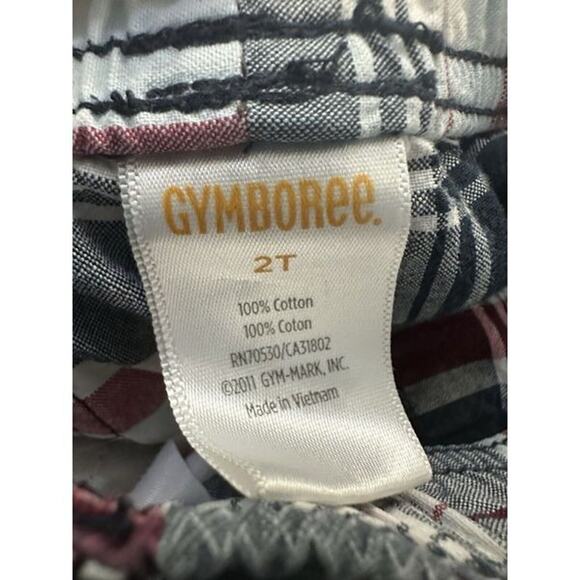 GYMBOREE.
2T
100% Cotton
100% Coton
RN70530/CA31802
©2011 GYM-MARK, INC.
Made in Vietnam